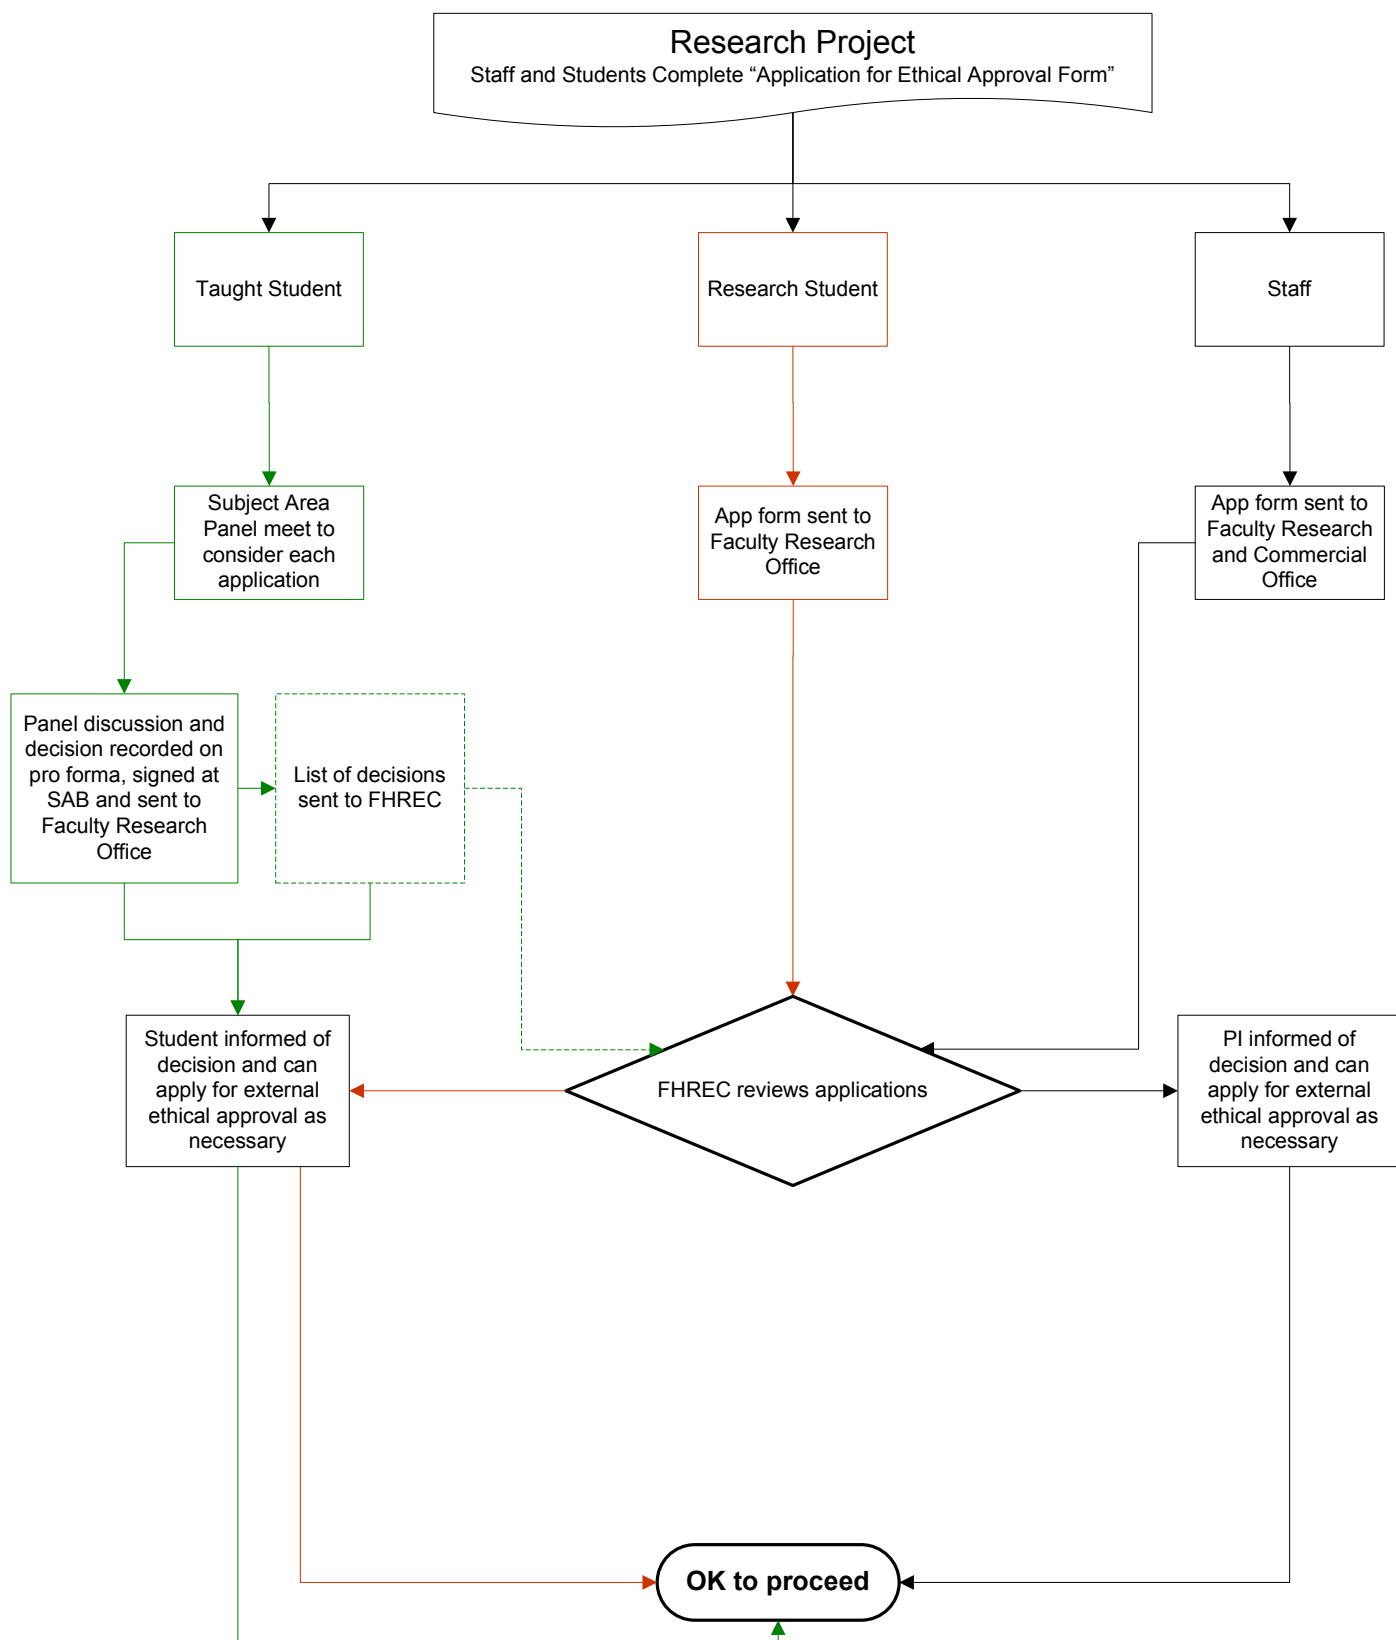 Research Project
Staff and Students Complete “Application for Ethical Approval Form”
Taught Student
Research Student
Staff
Subject Area
Panel meet to
consider each
application
App form sent to
Faculty Research
Office
App form sent to
Faculty Research
and Commercial
Office
Panel discussion and
decision recorded on
pro forma, signed at
SAB and sent to
Faculty Research
Office
List of decisions
sent to FHREC
Student informed of
decision and can
apply for external
ethical approval as
necessary
FHREC reviews applications
PI informed of
decision and can
apply for external
ethical approval as
necessary
OK to proceed